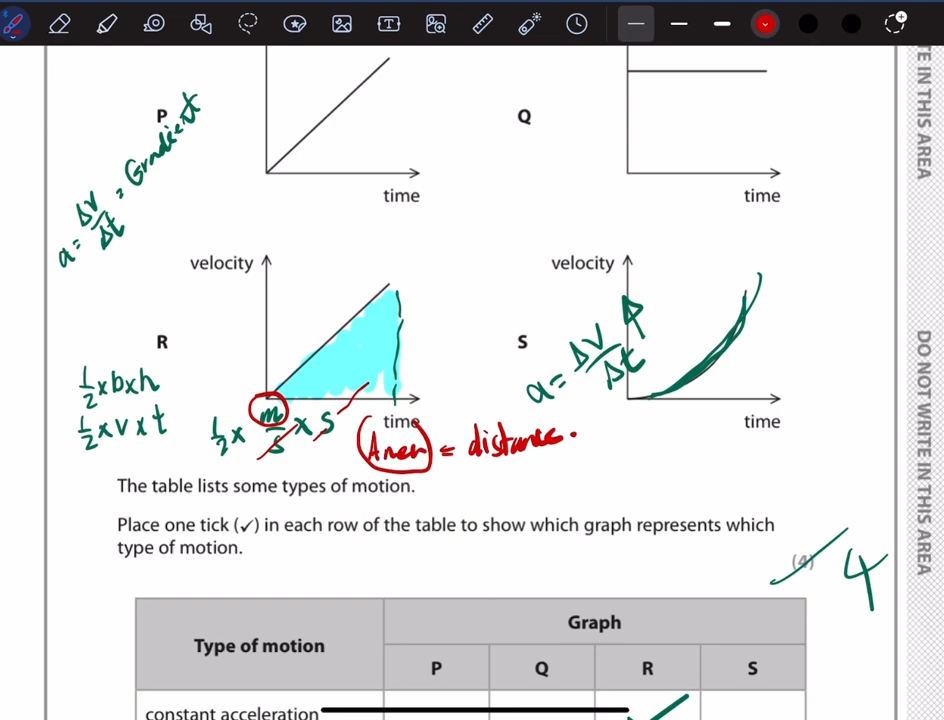 P
Q
time
time
a = ΔV/Δt = Gradient
velocity
velocity
R
S
1/2 x b x h
1/2 x v x t
a = ΔV/Δt
time
time
1/2 x m/s x s
Area = distance.
The table lists some types of motion.
Place one tick (✓) in each row of the table to show which graph represents which
type of motion.
(4)
4
Type of motion
Graph
P
Q
R
S
constant acceleration
TE IN THIS AREA
DO NOT WRITE IN THIS AREA
T